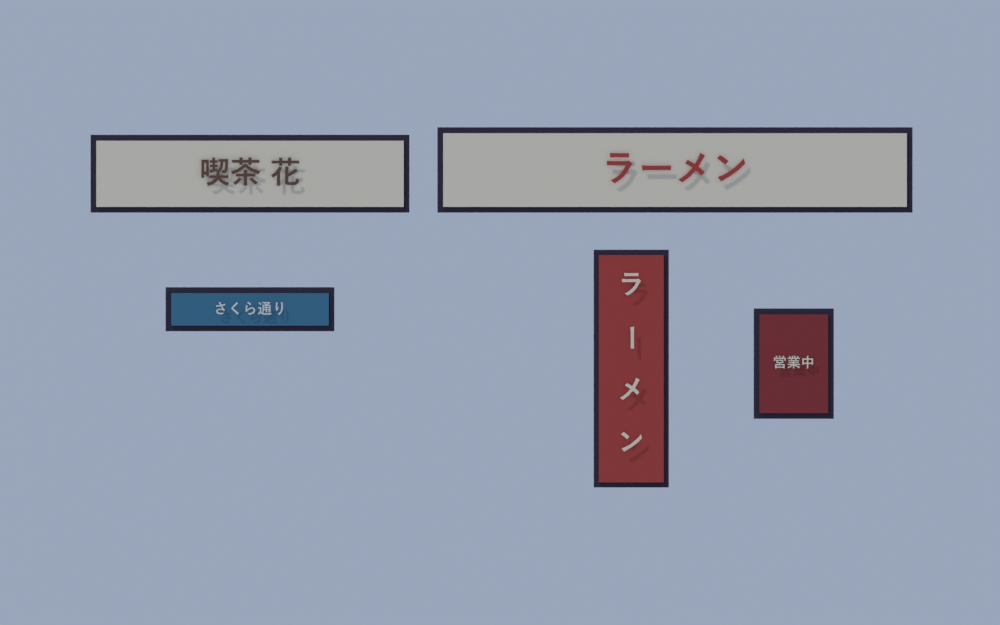 喫茶 花
ラーメン
さくら通り
ラーメン
営業中